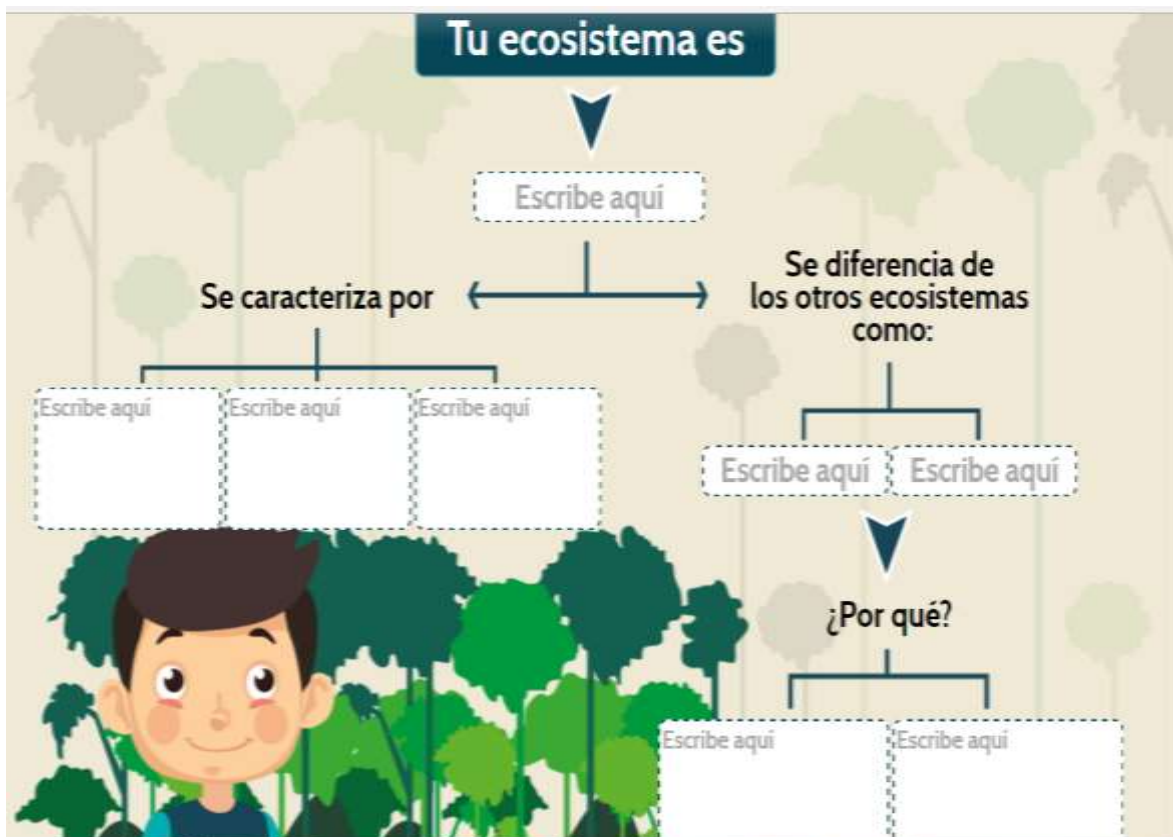 Tu ecosistema es
Escribe aquí
Se caracteriza por
Se diferencia de
los otros ecosistemas
como:
Escribe aquí
Escribe aquí
Escribe aquí
Escribe aquí
Escribe aquí
¿Por qué?
Escribe aquí
Escribe aquí